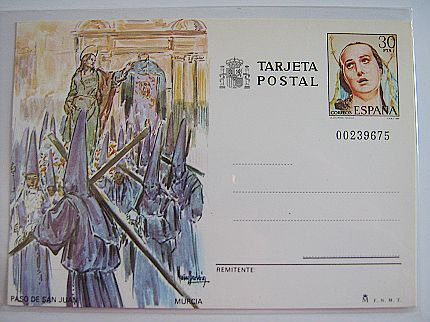 TARJETA
POSTAL
30
PTA
CORREOS
ESPAÑA
00239675
REMITENTE:
PASO DE SAN JUAN
MURCIA
F. N. M. T.